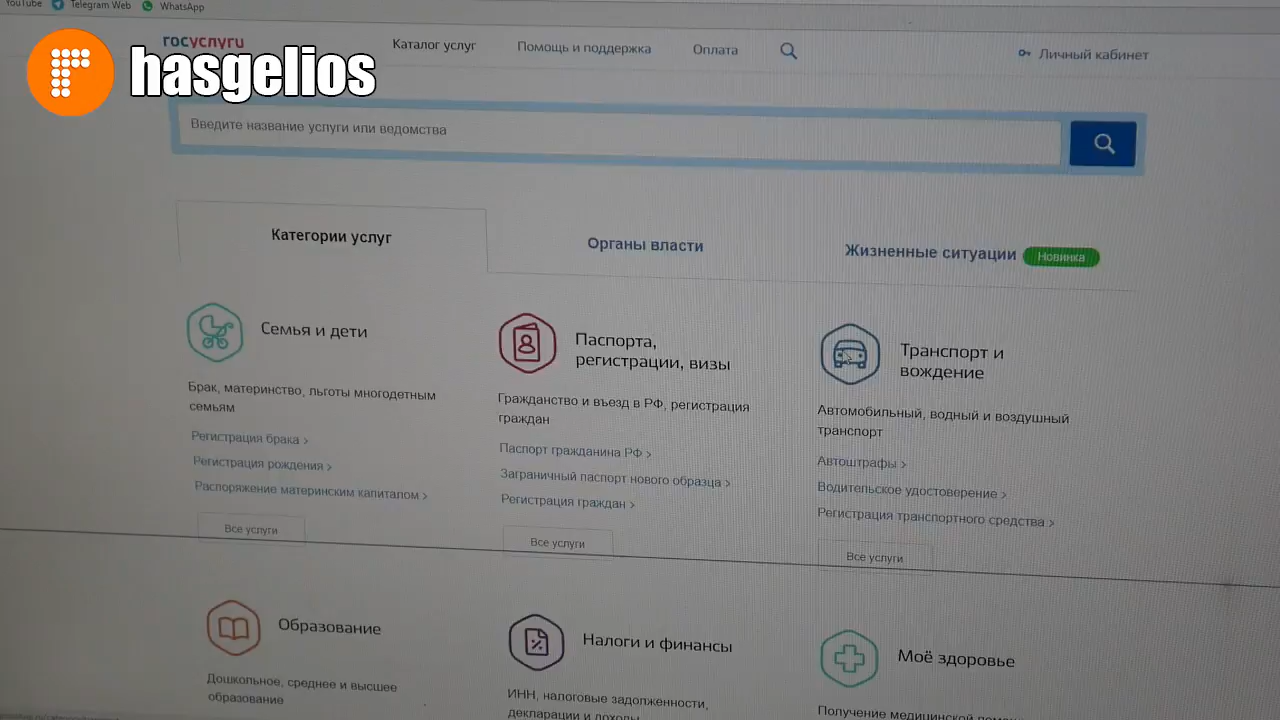 YouTube
Telegram Web
WhatsApp
hasgelios
госуслуги
Каталог услуг
Помощь и поддержка
Оплата
Личный кабинет
Введите название услуги или ведомства
Категории услуг
Органы власти
Жизненные ситуации
Новинка
Семья и дети
Брак, материнство, льготы многодетным
семьям
Регистрация брака >
Регистрация рождения >
Распоряжение материнским капиталом >
Все услуги
Паспорта,
регистрации, визы
Гражданство и въезд в РФ, регистрация
граждан
Паспорт гражданина РФ >
Заграничный паспорт нового образца >
Регистрация граждан >
Все услуги
Транспорт и
вождение
Автомобильный, водный и воздушный
транспорт
Автоштрафы >
Водительское удостоверение >
Регистрация транспортного средства >
Все услуги
Образование
Дошкольное, среднее и высшее
образование
Налоги и финансы
ИНН, налоговые задолженности,
декларации и доходы
Моё здоровье
Получение медицинской